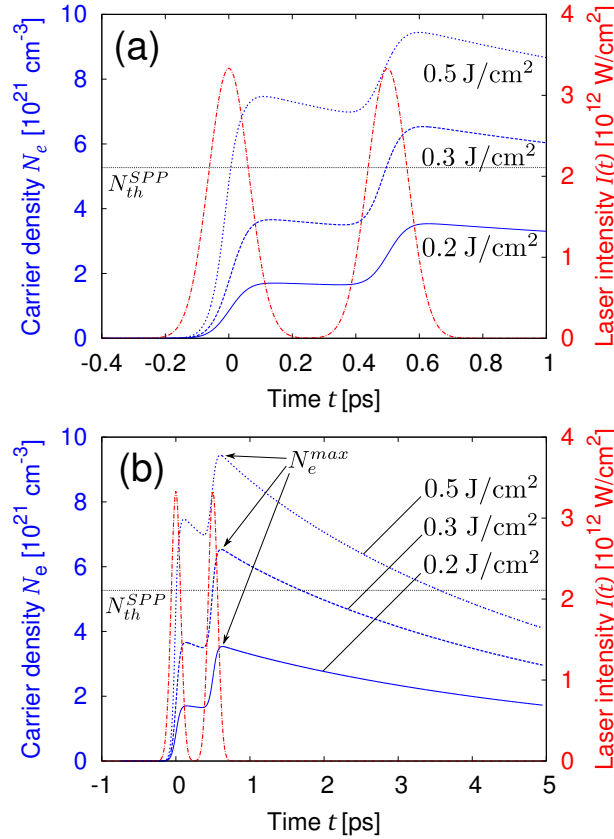 (a)
10
8
6
4
2
0
Carrier density N_e [10^21 cm^-3]
4
3
2
1
0
Laser intensity I(t) [10^12 W/cm^2]
0.5 J/cm^2
0.3 J/cm^2
N_th^SPP
0.2 J/cm^2
-0.4 -0.2 0 0.2 0.4 0.6 0.8 1
Time t [ps]
(b)
10
8
6
4
2
0
Carrier density N_e [10^21 cm^-3]
4
3
2
1
0
Laser intensity I(t) [10^12 W/cm^2]
N_e^max
0.5 J/cm^2
0.3 J/cm^2
0.2 J/cm^2
N_th^SPP
-1 0 1 2 3 4 5
Time t [ps]